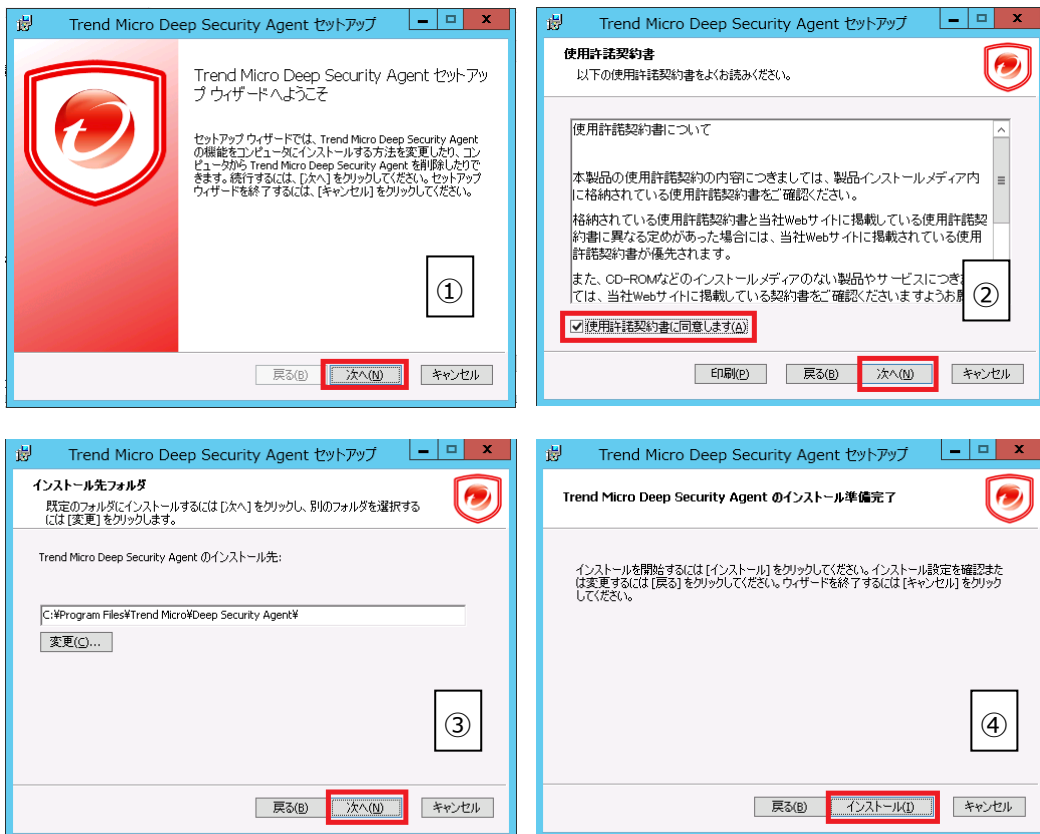 Trend Micro Deep Security Agent セットアップ
Trend Micro Deep Security Agent セットアッ
プ ウィザードへようこそ
セットアップ ウィザードでは、Trend Micro Deep Security Agent
の機能をコンピュータにインストールする方法を変更したり、コン
ピュータから Trend Micro Deep Security Agent を削除したりで
きます。続行するには、[次へ] をクリックしてください。セットアップ
ウィザードを終了するには、[キャンセル] をクリックしてください。
①
戻る(B) 次へ(N) キャンセル
Trend Micro Deep Security Agent セットアップ
使用許諾契約書
以下の使用許諾契約書をよくお読みください。
使用許諾契約書について
本製品の使用許諾契約の内容につきましては、製品インストールメディア内
に格納されている使用許諾契約書をご確認ください。
格納されている使用許諾契約書と当社Webサイトに掲載している使用許諾契
約書に異なる定めがあった場合には、当社Webサイトに掲載されている使用
許諾契約書が優先されます。
また、CD-ROMなどのインストールメディアのない製品やサービスにつき
ては、当社Webサイトに掲載している契約書をご確認くださいますようお
②
使用許諾契約書に同意します(A)
印刷(P) 戻る(B) 次へ(N) キャンセル
Trend Micro Deep Security Agent セットアップ
インストール先フォルダ
既定のフォルダにインストールするには [次へ] をクリックし、別のフォルダを選択する
には [変更] をクリックします。
Trend Micro Deep Security Agent のインストール先:
C:¥Program Files¥Trend Micro¥Deep Security Agent¥
変更(C)...
③
戻る(B) 次へ(N) キャンセル
Trend Micro Deep Security Agent セットアップ
Trend Micro Deep Security Agent のインストール準備完了
インストールを開始するには [インストール] をクリックしてください。インストール設定を確認また
は変更するには [戻る] をクリックしてください。ウィザードを終了するには [キャンセル] をクリック
してください。
④
戻る(B) インストール(I) キャンセル